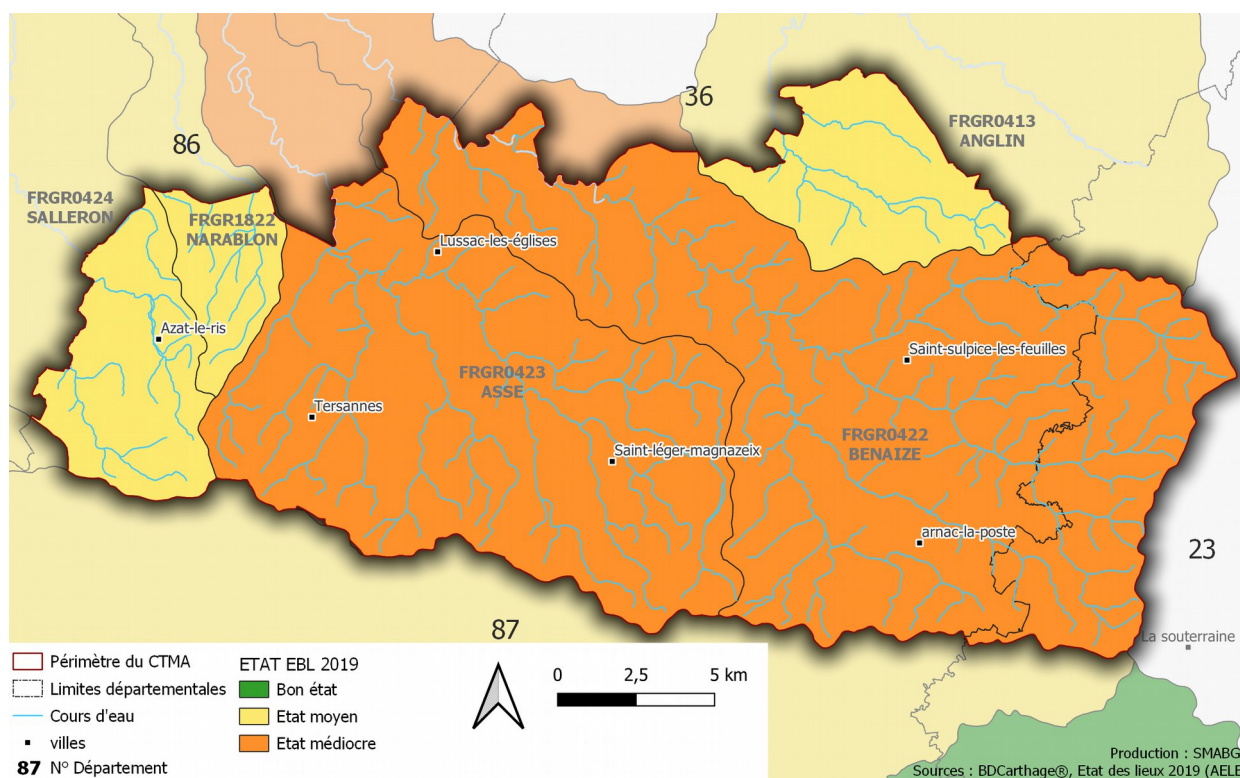 36
FRGR0413
ANGLIN
86
FRGR0424
SALLERON
FRGR1822
NARABLON
Lussac-les-églises
Azat-le-ris
Saint-sulpice-les-feuilles
FRGR0423
ASSE
Tersannes
FRGR0422
BENAIZE
Saint-léger-magnazeix
arnac-la-poste
23
87
La souterraine
Périmètre du CTMA
Limites départementales
Cours d'eau
villes
87 N° Département
ETAT EBL 2019
Bon état
Etat moyen
Etat médiocre
0 2,5 5 km
Production : SMABG
Sources : BDCarthage®, Etat des lieux 2019 (AELB